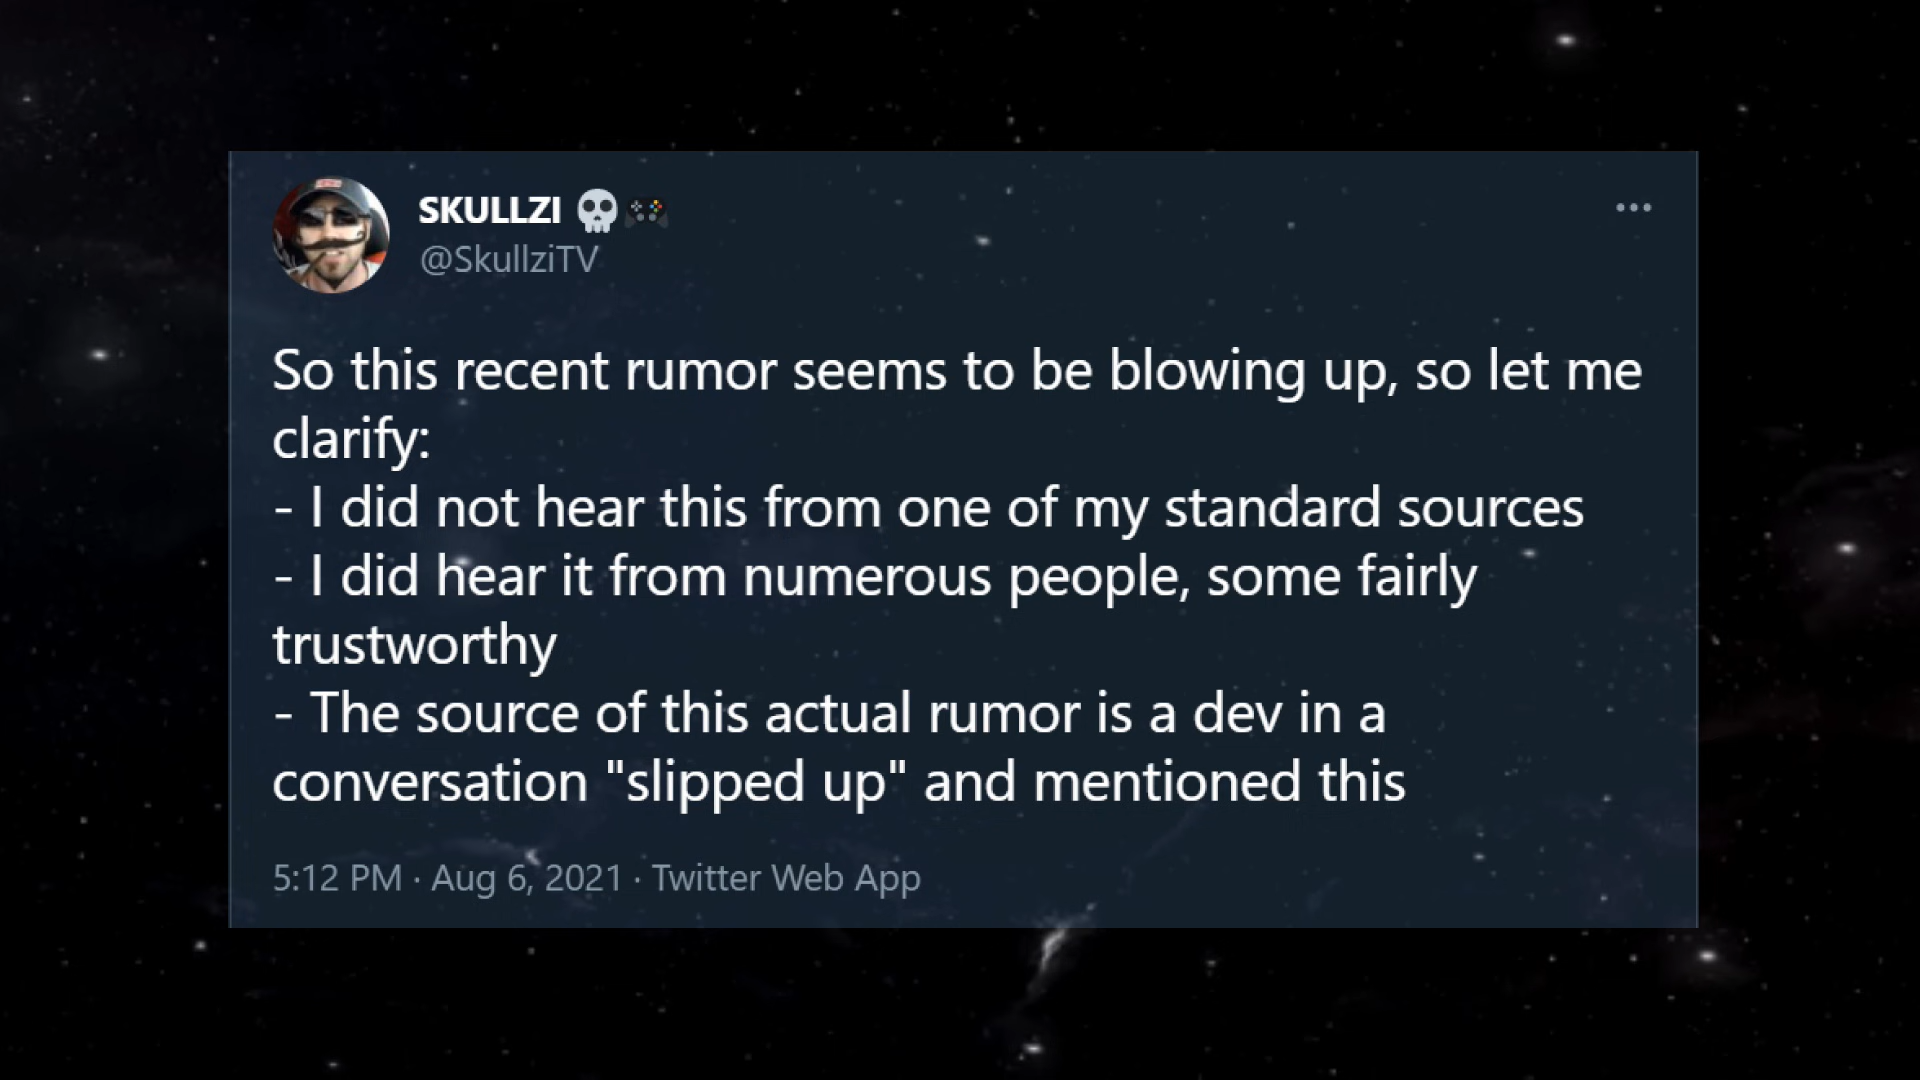 SKULLZI 💀🎮
@SkullziTV
So this recent rumor seems to be blowing up, so let me
clarify:
- I did not hear this from one of my standard sources
- I did hear it from numerous people, some fairly
trustworthy
- The source of this actual rumor is a dev in a
conversation "slipped up" and mentioned this
5:12 PM · Aug 6, 2021 · Twitter Web App